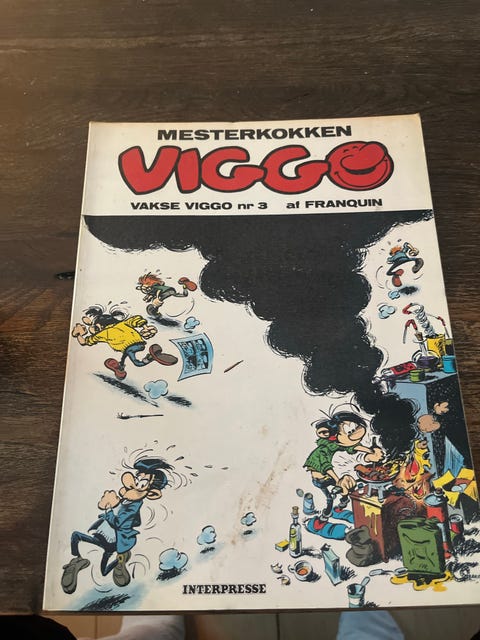 MESTERKOKKEN
VIGGO
VAKSE VIGGO nr 3 af FRANQUIN
INTERPRESSE